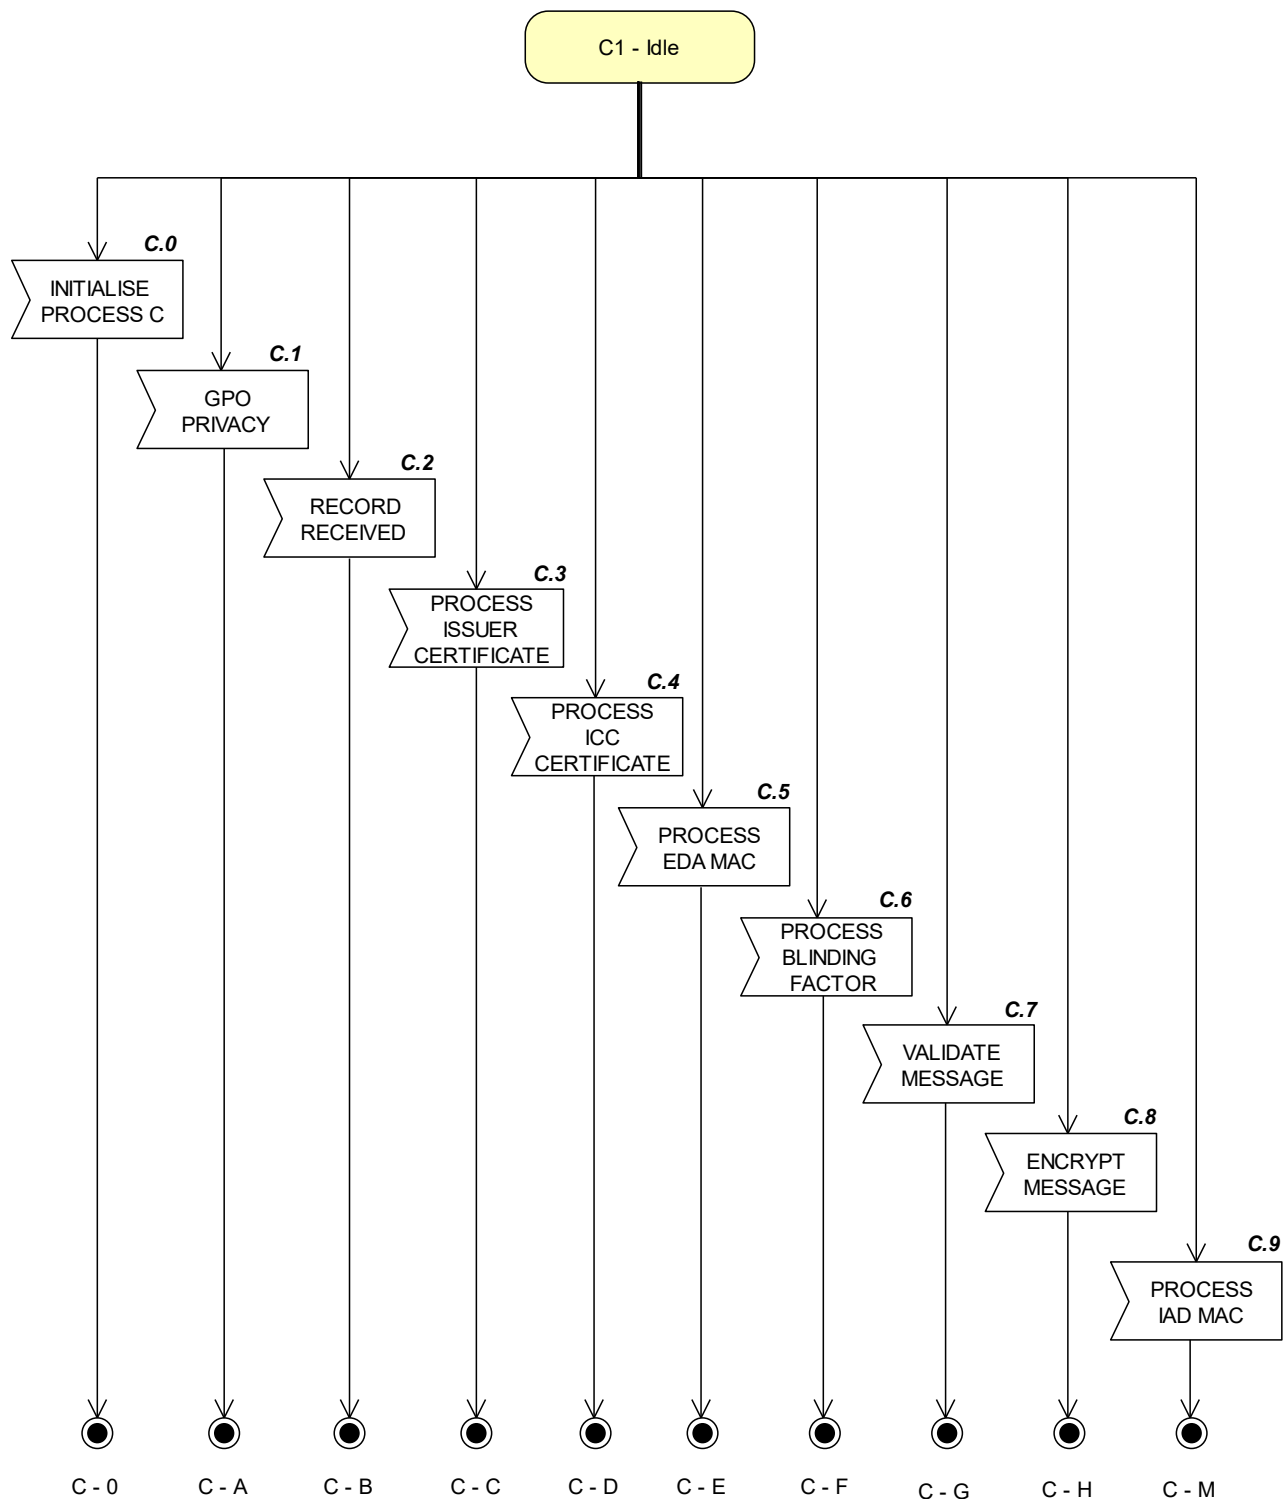 C1 - Idle
C.0
INITIALISE
PROCESS C
C.1
GPO
PRIVACY
C.2
RECORD
RECEIVED
C.3
PROCESS
ISSUER
CERTIFICATE
C.4
PROCESS
ICC
CERTIFICATE
C.5
PROCESS
EDA MAC
C.6
PROCESS
BLINDING
FACTOR
C.7
VALIDATE
MESSAGE
C.8
ENCRYPT
MESSAGE
C.9
PROCESS
IAD MAC
C - 0
C - A
C - B
C - C
C - D
C - E
C - F
C - G
C - H
C - M